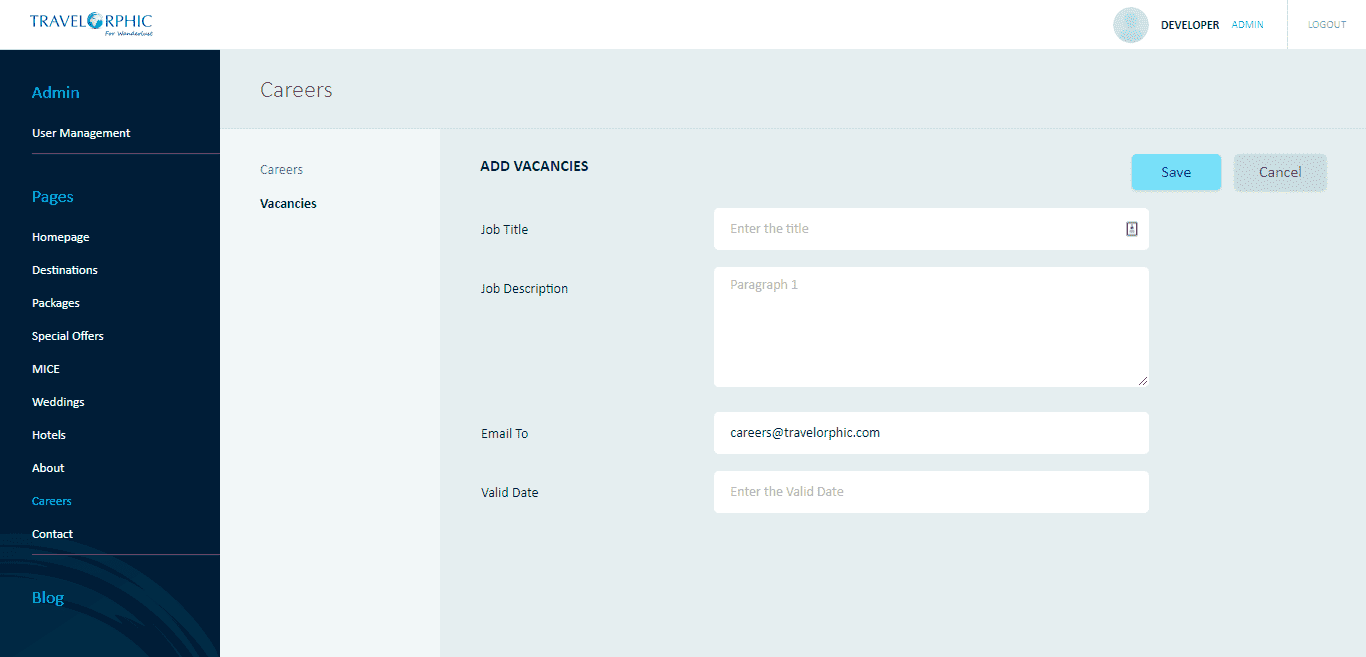 TRAVELORPHIC
For Wanderlust
DEVELOPER ADMIN
LOGOUT
Admin
User Management
Pages
Homepage
Destinations
Packages
Special Offers
MICE
Weddings
Hotels
About
Careers
Contact
Blog
Careers
Careers
Vacancies
ADD VACANCIES
Save
Cancel
Job Title
Enter the title
Job Description
Paragraph 1
Email To
careers@travelorphic.com
Valid Date
Enter the Valid Date